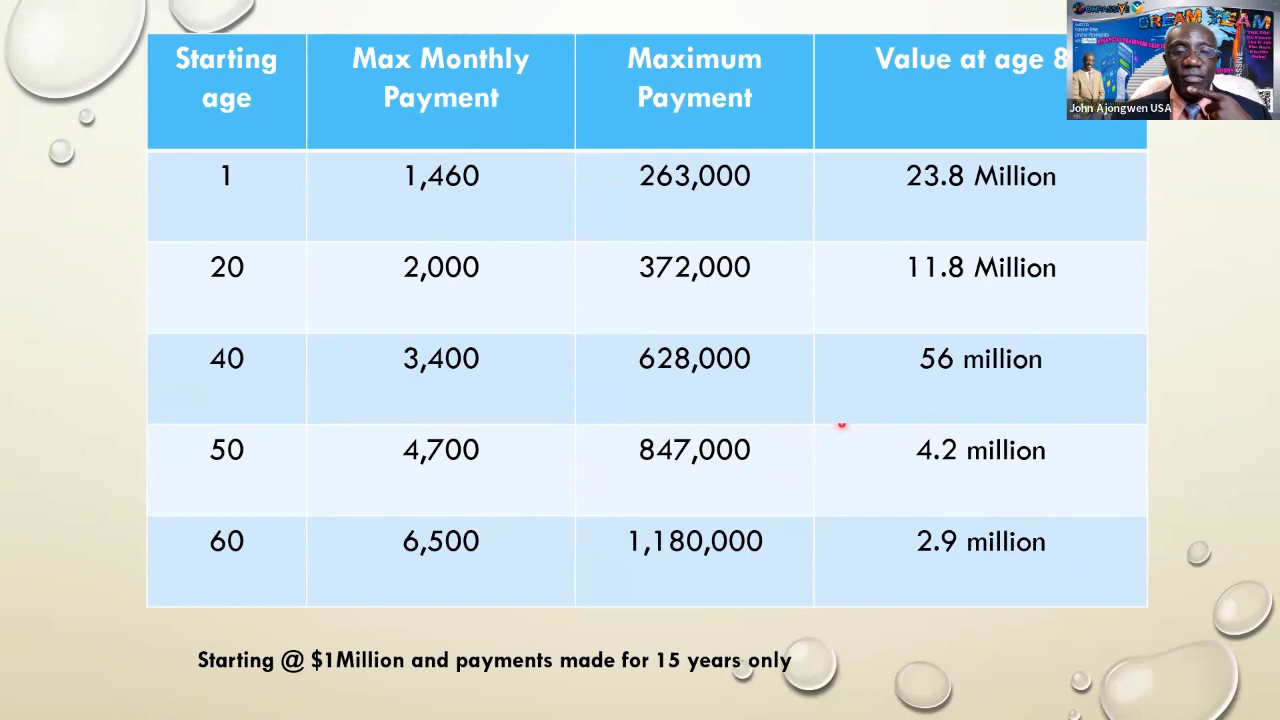 Starting age
Max Monthly Payment
Maximum Payment
Value at age 8
1
1,460
263,000
23.8 Million
20
2,000
372,000
11.8 Million
40
3,400
628,000
56 million
50
4,700
847,000
4.2 million
60
6,500
1,180,000
2.9 million
Starting @ $1Million and payments made for 15 years only
DREAM TEAM
John Ajongwen USA